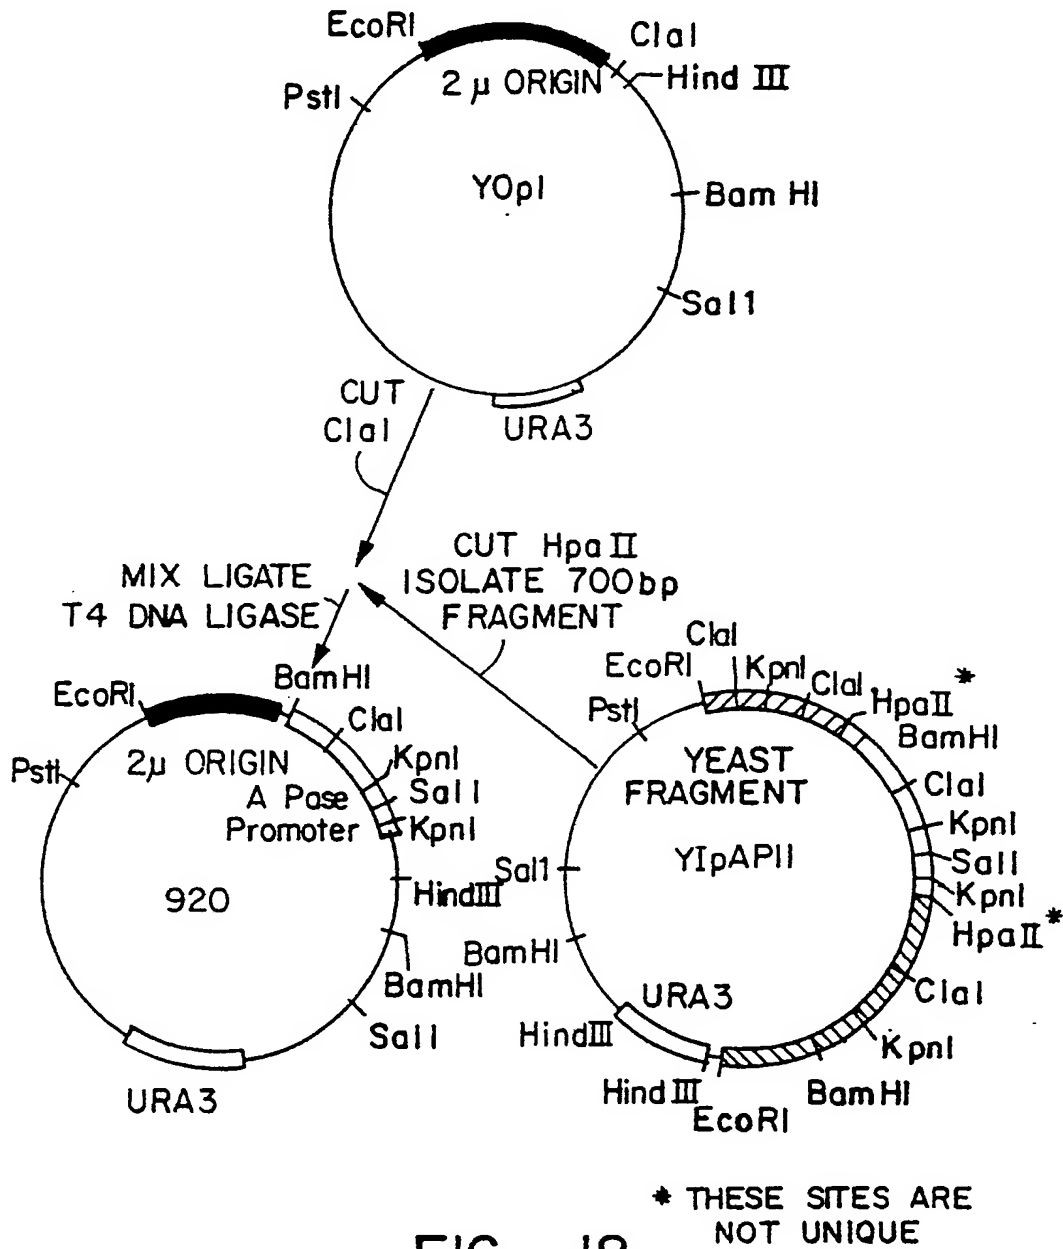 EcoRI
ClaI
2 μ ORIGIN
Hind III
PstI
YOpI
Bam HI
Sal1
URA3
CUT
ClaI
CUT Hpa II
ISOLATE 700bp
FRAGMENT
MIX LIGATE
T4 DNA LIGASE
BamHI
EcoRI
ClaI
2μ ORIGIN
PstI
KpnI
SalI
A Pase
Promoter
KpnI
HindIII
920
BamHI
SalI
URA3
ClaI
EcoRI
KpnI
ClaI
HpaII*
PstI
BamHI
YEAST
FRAGMENT
ClaI
KpnI
YIpAPII
Sal1
SalI
KpnI
HpaII*
BamHI
ClaI
URA3
HindIII
KpnI
Hind III
BamHI
EcoRI
* THESE SITES ARE
NOT UNIQUE